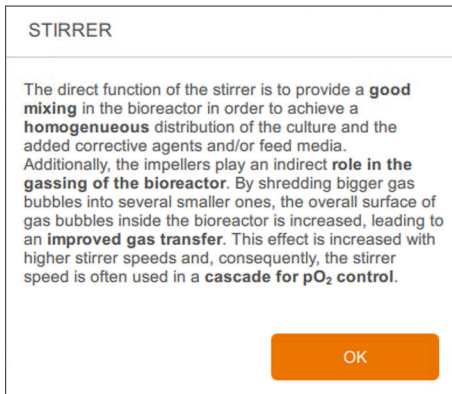 STIRRER
The direct function of the stirrer is to provide a good
mixing in the bioreactor in order to achieve a
homogenueous distribution of the culture and the
added corrective agents and/or feed media.
Additionally, the impellers play an indirect role in the
gassing of the bioreactor. By shredding bigger gas
bubbles into several smaller ones, the overall surface of
gas bubbles inside the bioreactor is increased, leading to
an improved gas transfer. This effect is increased with
higher stirrer speeds and, consequently, the stirrer
speed is often used in a cascade for pO₂ control.
OK